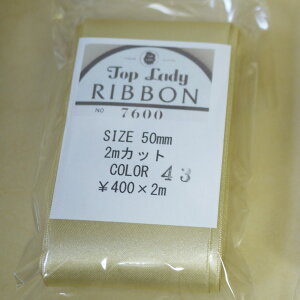 Top Lady
RIBBON
NO 7600
SIZE 50mm
2mカット
COLOR 43
￥400×2m